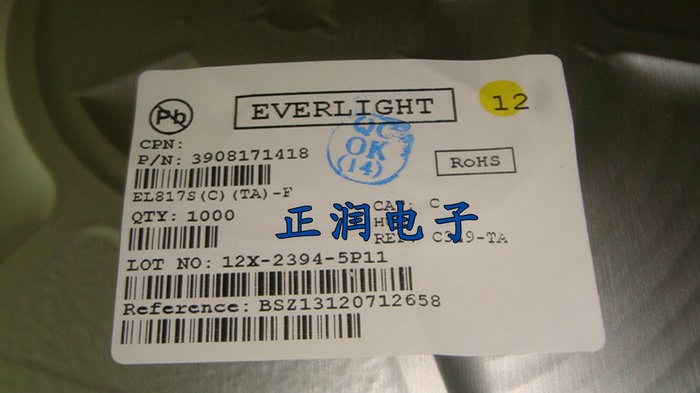 Pb
EVERLIGHT
12
CPN:
P/N: 3908171418
QC
OK
(14)
RoHS
EL817S(C)(TA)-F
QTY: 1000
CAT: C
正润电子
LOT NO: 12X-2394-5P11
Reference: BSZ13120712658